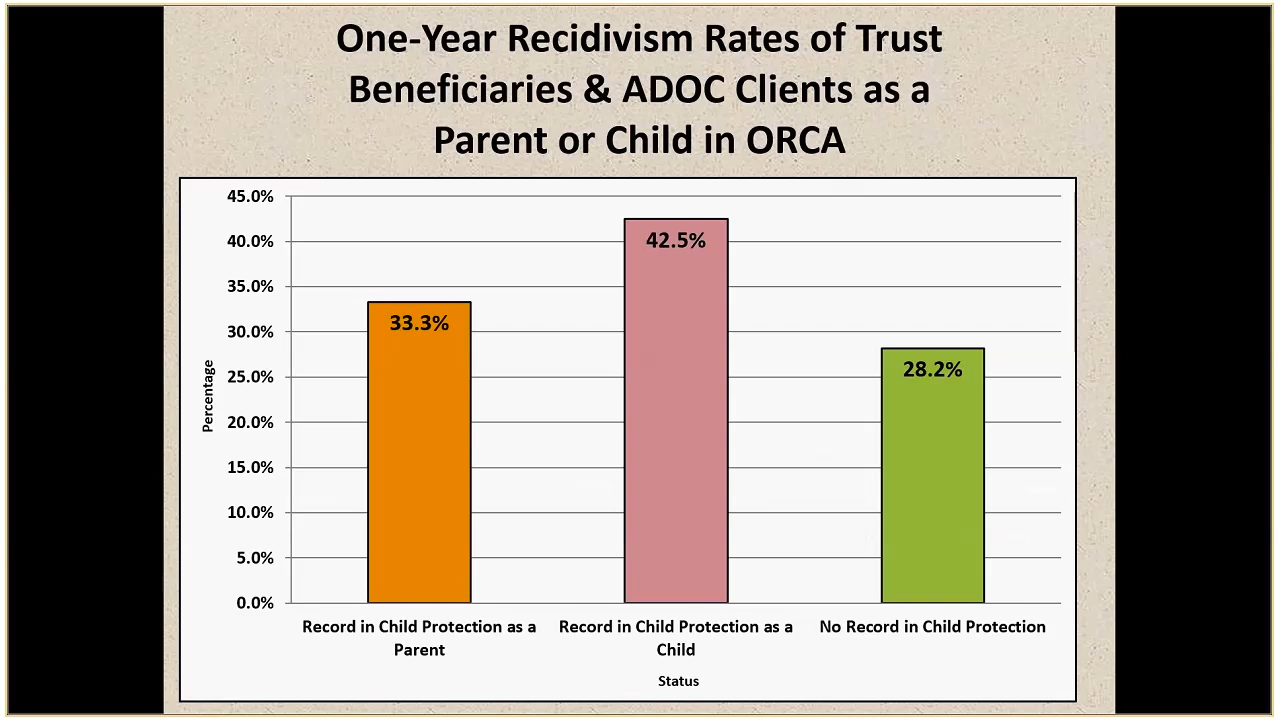 One-Year Recidivism Rates of Trust
Beneficiaries & ADOC Clients as a
Parent or Child in ORCA
45.0%
40.0%
35.0%
30.0%
25.0%
20.0%
15.0%
10.0%
5.0%
0.0%
Percentage
33.3%
42.5%
28.2%
Record in Child Protection as a
Parent
Record in Child Protection as a
Child
No Record in Child Protection
Status